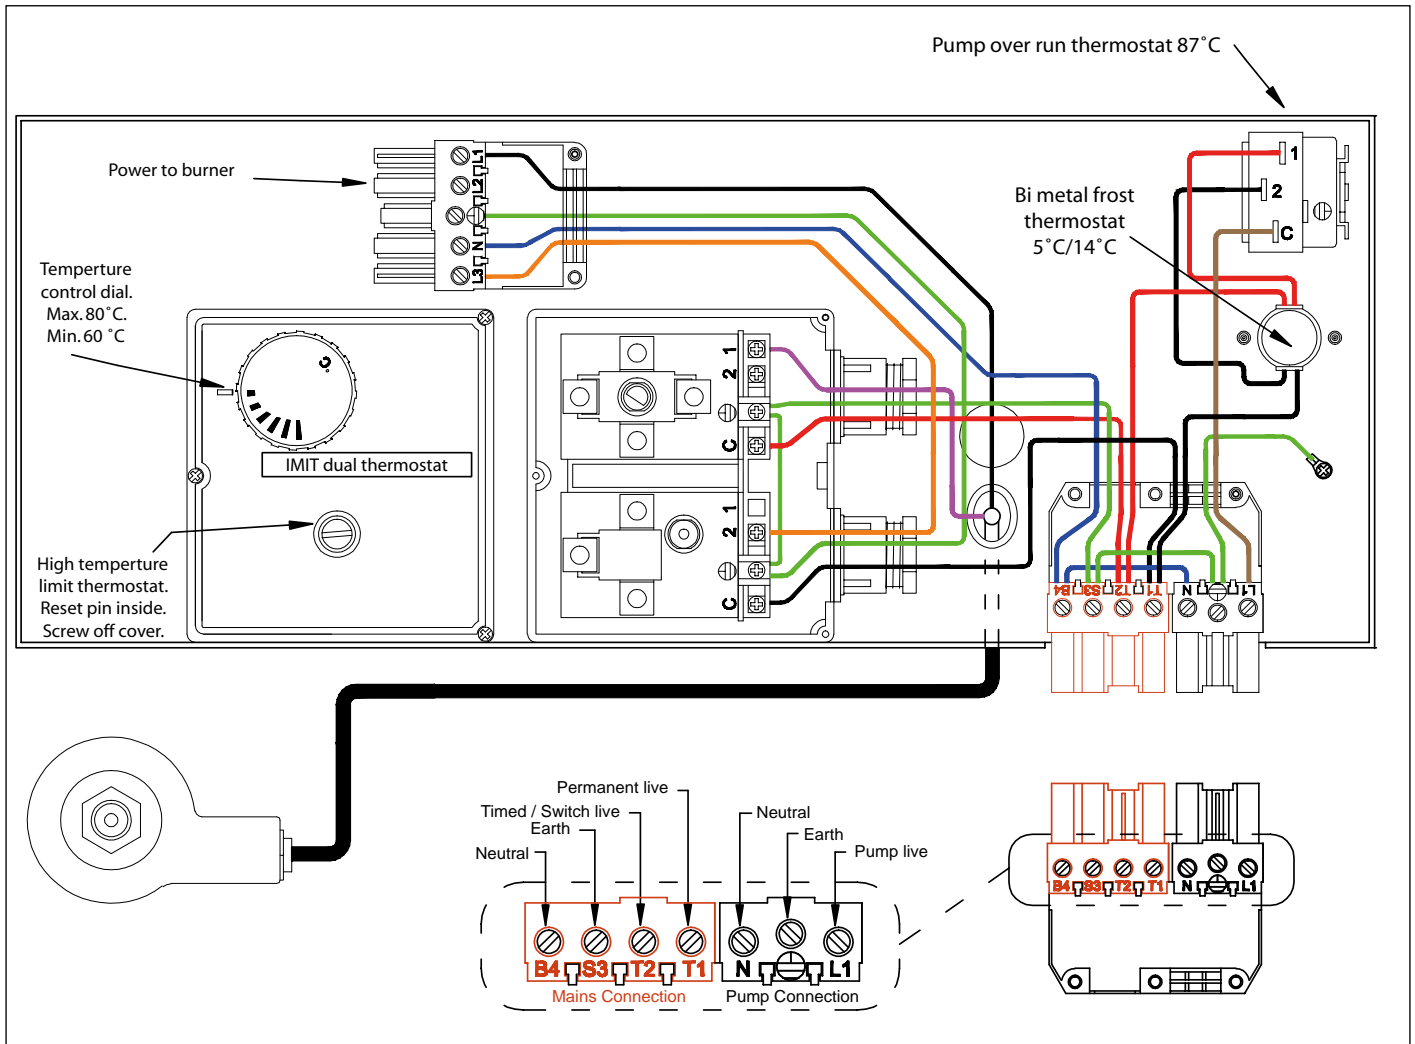 Pump over run thermostat 87˚C
Power to burner
L1
L2
N
L3
1
2
C
Bi metal frost
thermostat
5˚C/14˚C
Temperture
control dial.
Max. 80˚C.
Min. 60 ˚C
˚C
IMIT dual thermostat
High temperture
limit thermostat.
Reset pin inside.
Screw off cover.
1
2
C
1
2
C
B4 S3 T2 T1 N L1
Permanent live
Timed / Switch live
Earth
Neutral
Neutral
Earth
Pump live
B4 S3 T2 T1 N L1
Mains Connection
Pump Connection
B4 S3 T2 T1 N L1